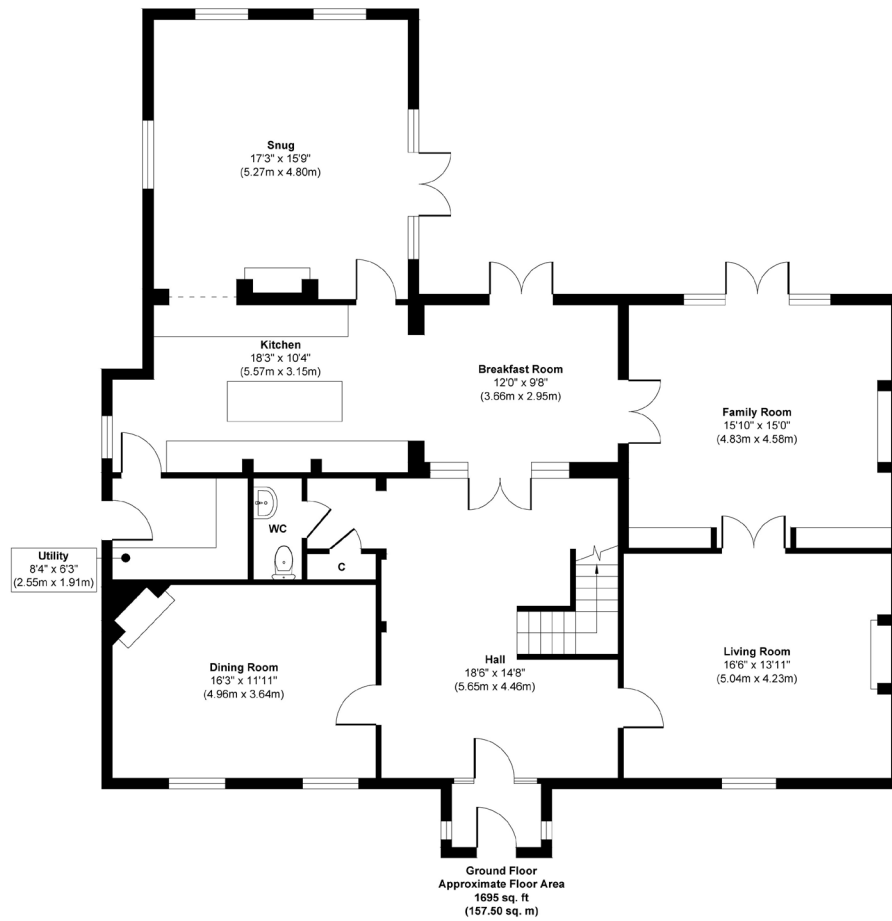 Snug
17'3" x 15'9"
(5.27m x 4.80m)
Kitchen
18'3" x 10'4"
(5.57m x 3.15m)
Breakfast Room
12'0" x 9'8"
(3.66m x 2.95m)
Family Room
15'10" x 15'0"
(4.83m x 4.58m)
WC
C
Utility
8'4" x 6'3"
(2.55m x 1.91m)
Dining Room
16'3" x 11'11"
(4.96m x 3.64m)
Hall
18'6" x 14'8"
(5.65m x 4.46m)
Living Room
16'6" x 13'11"
(5.04m x 4.23m)
Ground Floor
Approximate Floor Area
1695 sq. ft
(157.50 sq. m)